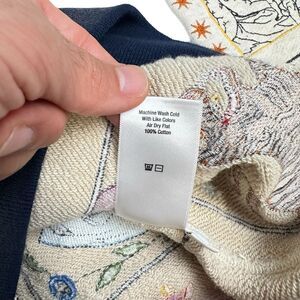 Machine Wash Cold
With Like Colors
Air Dry Flat
100% Cotton